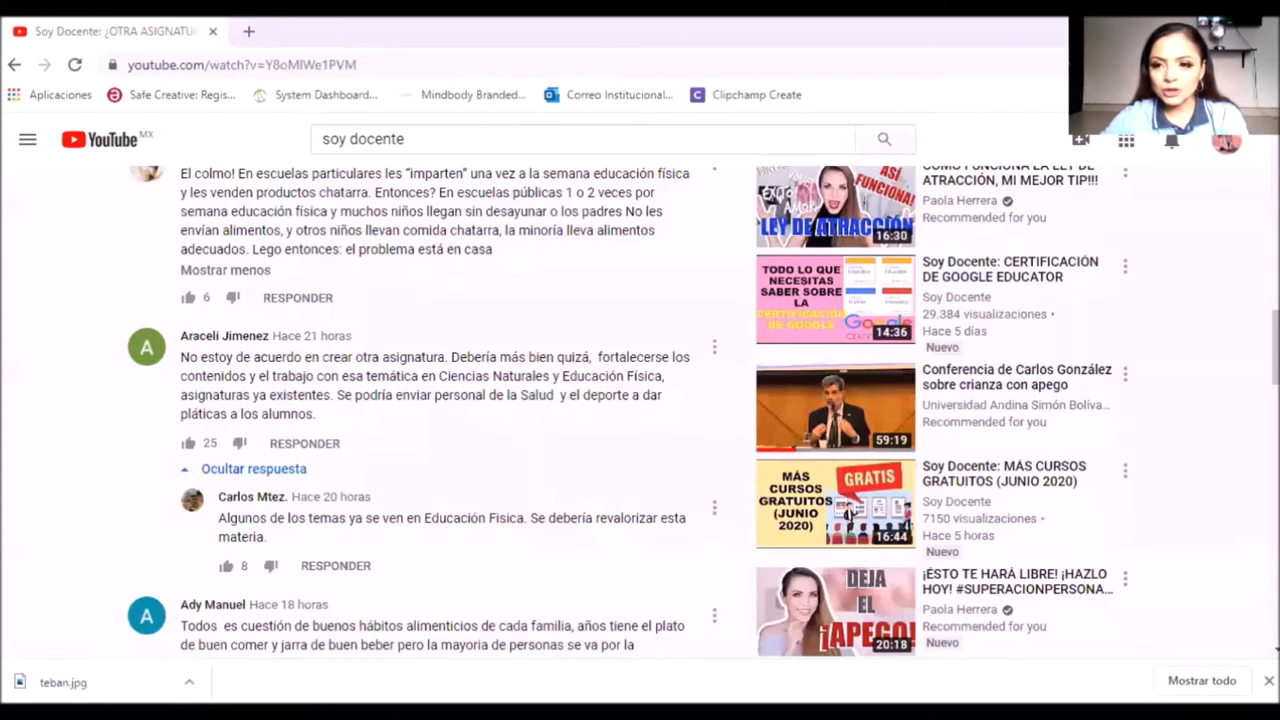 Soy Docente: ¿OTRA ASIGNATU
youtube.com/watch?v=Y8oMIWe1PVM
Aplicaciones
Safe Creative: Regis...
System Dashboard...
Mindbody Branded...
Correo Institucional...
Clipchamp Create
YouTube MX
soy docente
El colmo! En escuelas particulares les "imparten" una vez a la semana educación física
y les venden productos chatarra. Entonces? En escuelas públicas 1 o 2 veces por
semana educación física y muchos niños llegan sin desayunar o los padres No les
envían alimentos, y otros niños llevan comida chatarra, la minoría lleva alimentos
adecuados. Lego entonces: el problema está en casa
Mostrar menos
6 RESPONDER
A
Araceli Jimenez Hace 21 horas
No estoy de acuerdo en crear otra asignatura. Debería más bien quizá, fortalecerse los
contenidos y el trabajo con esa temática en Ciencias Naturales y Educación Física,
asignaturas ya existentes. Se podría enviar personal de la Salud y el deporte a dar
pláticas a los alumnos.
25 RESPONDER
Ocultar respuesta
Carlos Mtez. Hace 20 horas
Algunos de los temas ya se ven en Educación Fisica. Se debería revalorizar esta
materia.
8 RESPONDER
A
Ady Manuel Hace 18 horas
Todos es cuestión de buenos hábitos alimenticios de cada familia, años tiene el plato
de buen comer y jarra de buen beber pero la mayoria de personas se va por la
ASÍ
FUNCIONA!
LEY DE ATRACCIÓN
16:30
COMO FUNCIONA LA LEY DE
ATRACCIÓN, MI MEJOR TIP!!!
Paola Herrera
Recommended for you
TODO LO QUE
NECESITAS
SABER SOBRE
LA
CERTIFICACIÓN
DE GOOGLE
14:36
Soy Docente: CERTIFICACIÓN
DE GOOGLE EDUCATOR
Soy Docente
29.384 visualizaciones •
Hace 5 días
Nuevo
59:19
Conferencia de Carlos González
sobre crianza con apego
Universidad Andina Simón Bolíva...
Recommended for you
MÁS
CURSOS
GRATUITOS
(JUNIO
2020)
GRATIS
16:44
Soy Docente: MÁS CURSOS
GRATUITOS (JUNIO 2020)
Soy Docente
7150 visualizaciones •
Hace 5 horas
Nuevo
DEJA
EL
¡APEGO!
20:18
¡ÉSTO TE HARÁ LIBRE! ¡HAZLO
HOY! #SUPERACIONPERSONA...
Paola Herrera
Recommended for you
Nuevo
teban.jpg
Mostrar todo